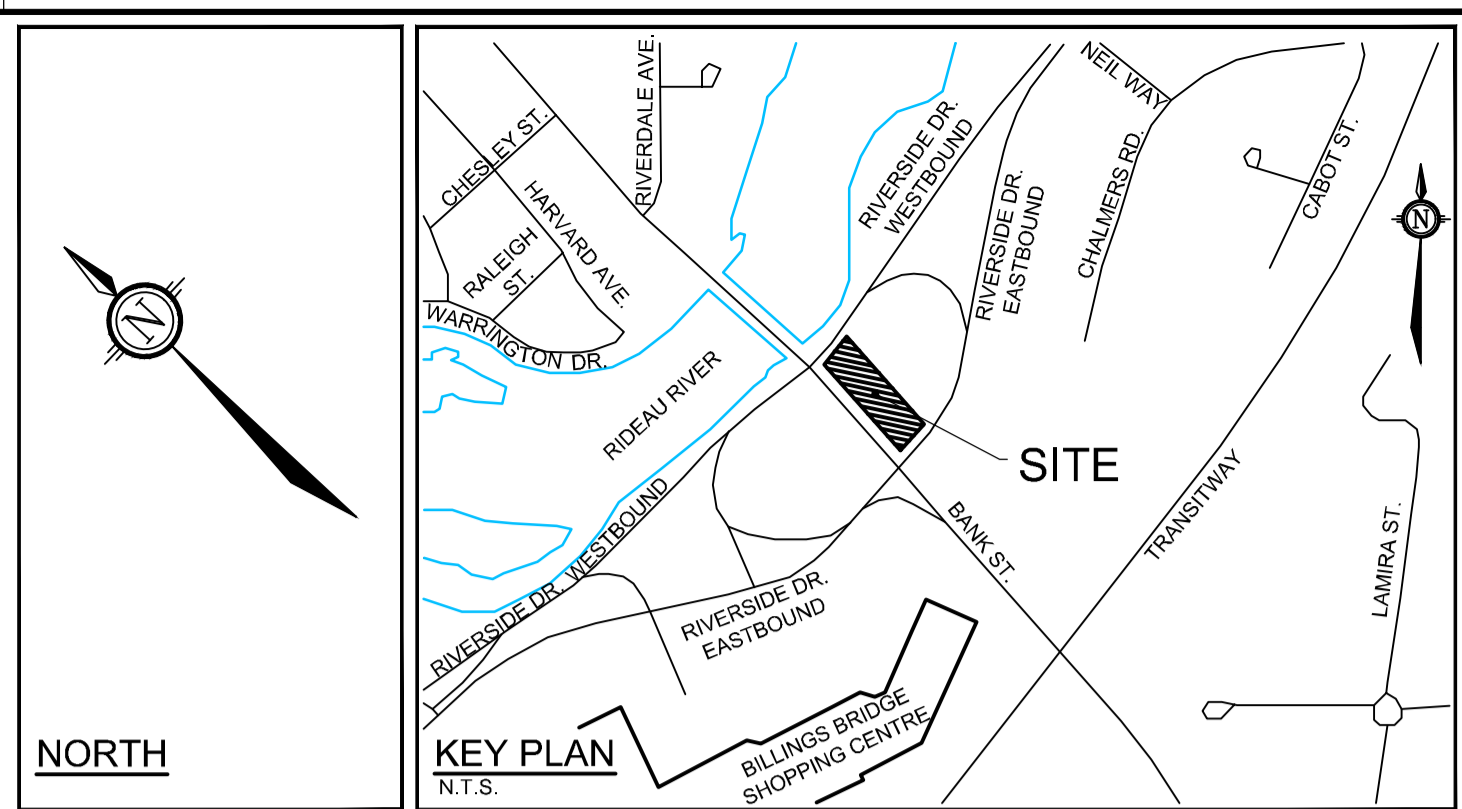 N
NORTH
CHESLEY ST.
HARVARD AVE.
RALEIGH
ST.
WARRINGTON DR.
RIVERDALE AVE.
RIDEAU RIVER
RIVERSIDE DR.
WESTBOUND
RIVERSIDE DR.
EASTBOUND
NEIL WAY
CHALMERS RD.
CABOT ST.
N
SITE
TRANSITWAY
BANK ST.
LAMIRA ST.
RIVERSIDE DR. WESTBOUND
RIVERSIDE DR.
EASTBOUND
BILLINGS BRIDGE
SHOPPING CENTRE
KEY PLAN
N.T.S.